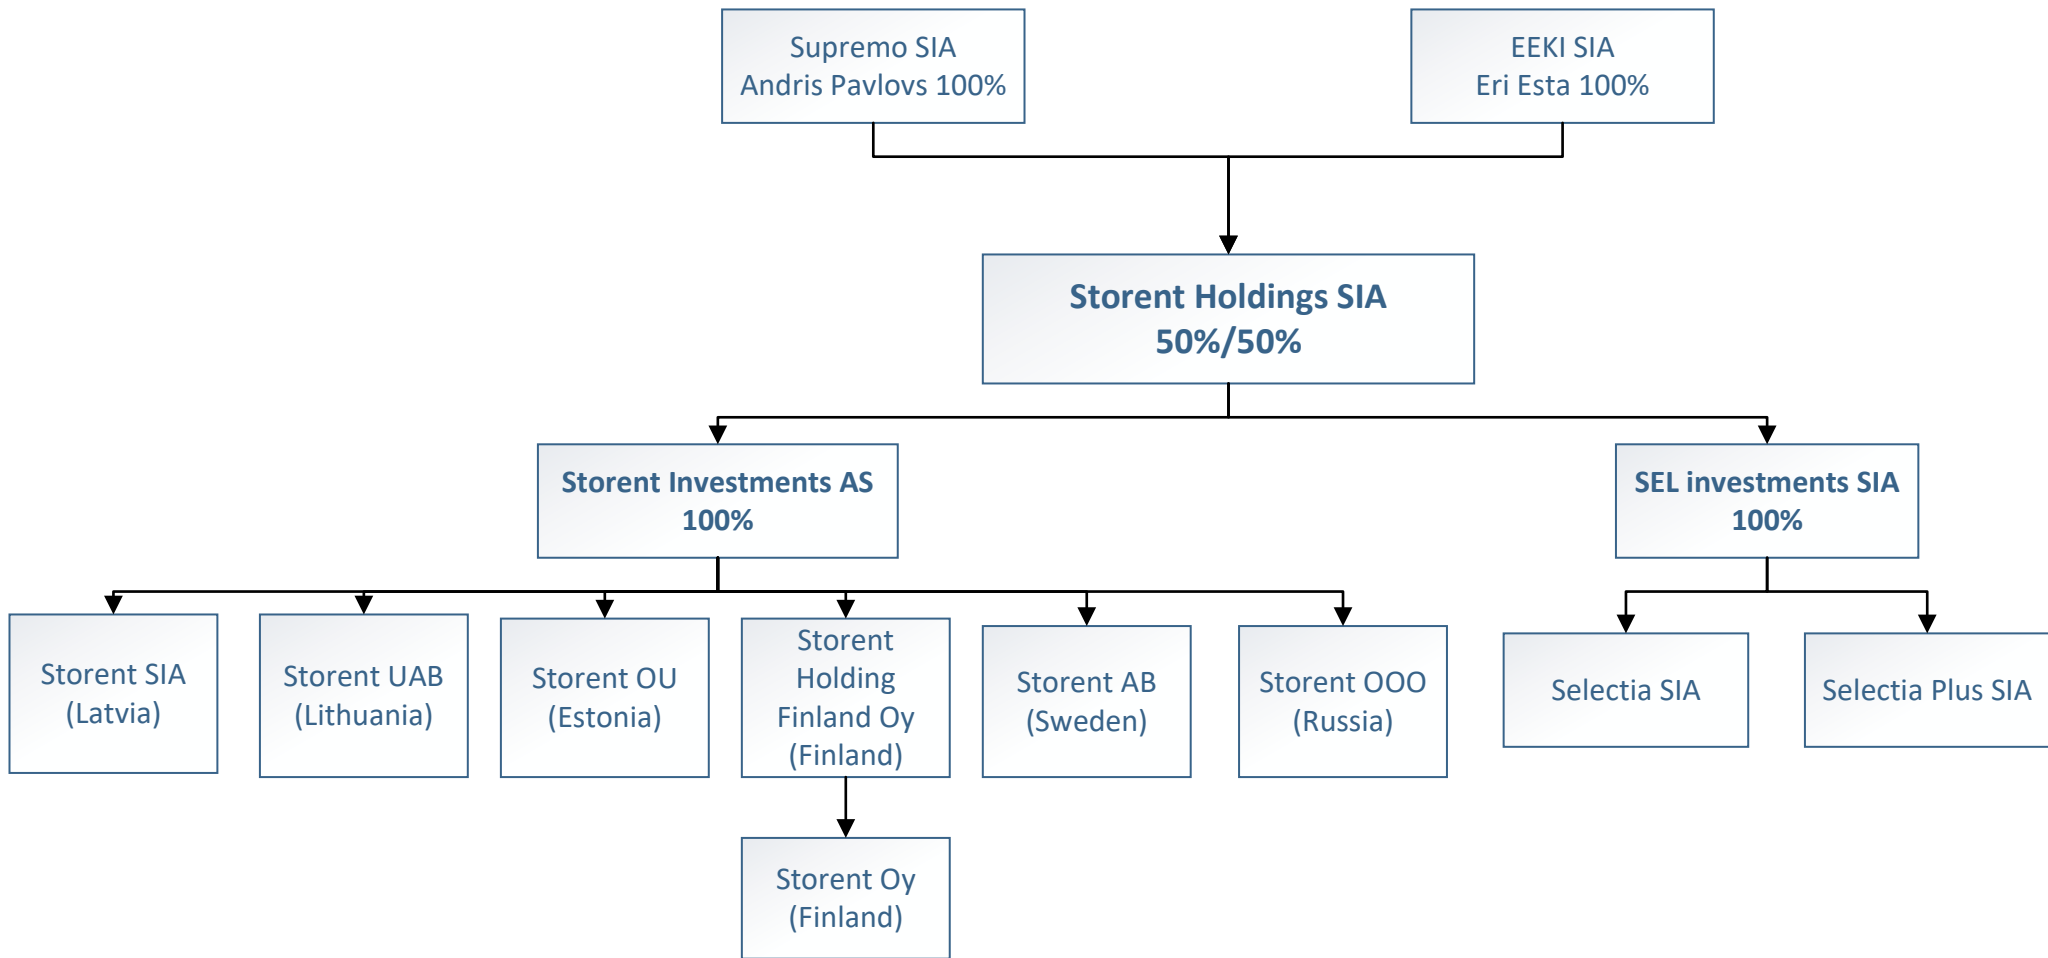 Supremo SIA
Andris Pavlovs 100%
EEKI SIA
Eri Esta 100%
Storent Holdings SIA
50%/50%
Storent Investments AS
100%
SEL investments SIA
100%
Storent SIA
(Latvia)
Storent UAB
(Lithuania)
Storent OU
(Estonia)
Storent
Holding
Finland Oy
(Finland)
Storent AB
(Sweden)
Storent OOO
(Russia)
Selectia SIA
Selectia Plus SIA
Storent Oy
(Finland)